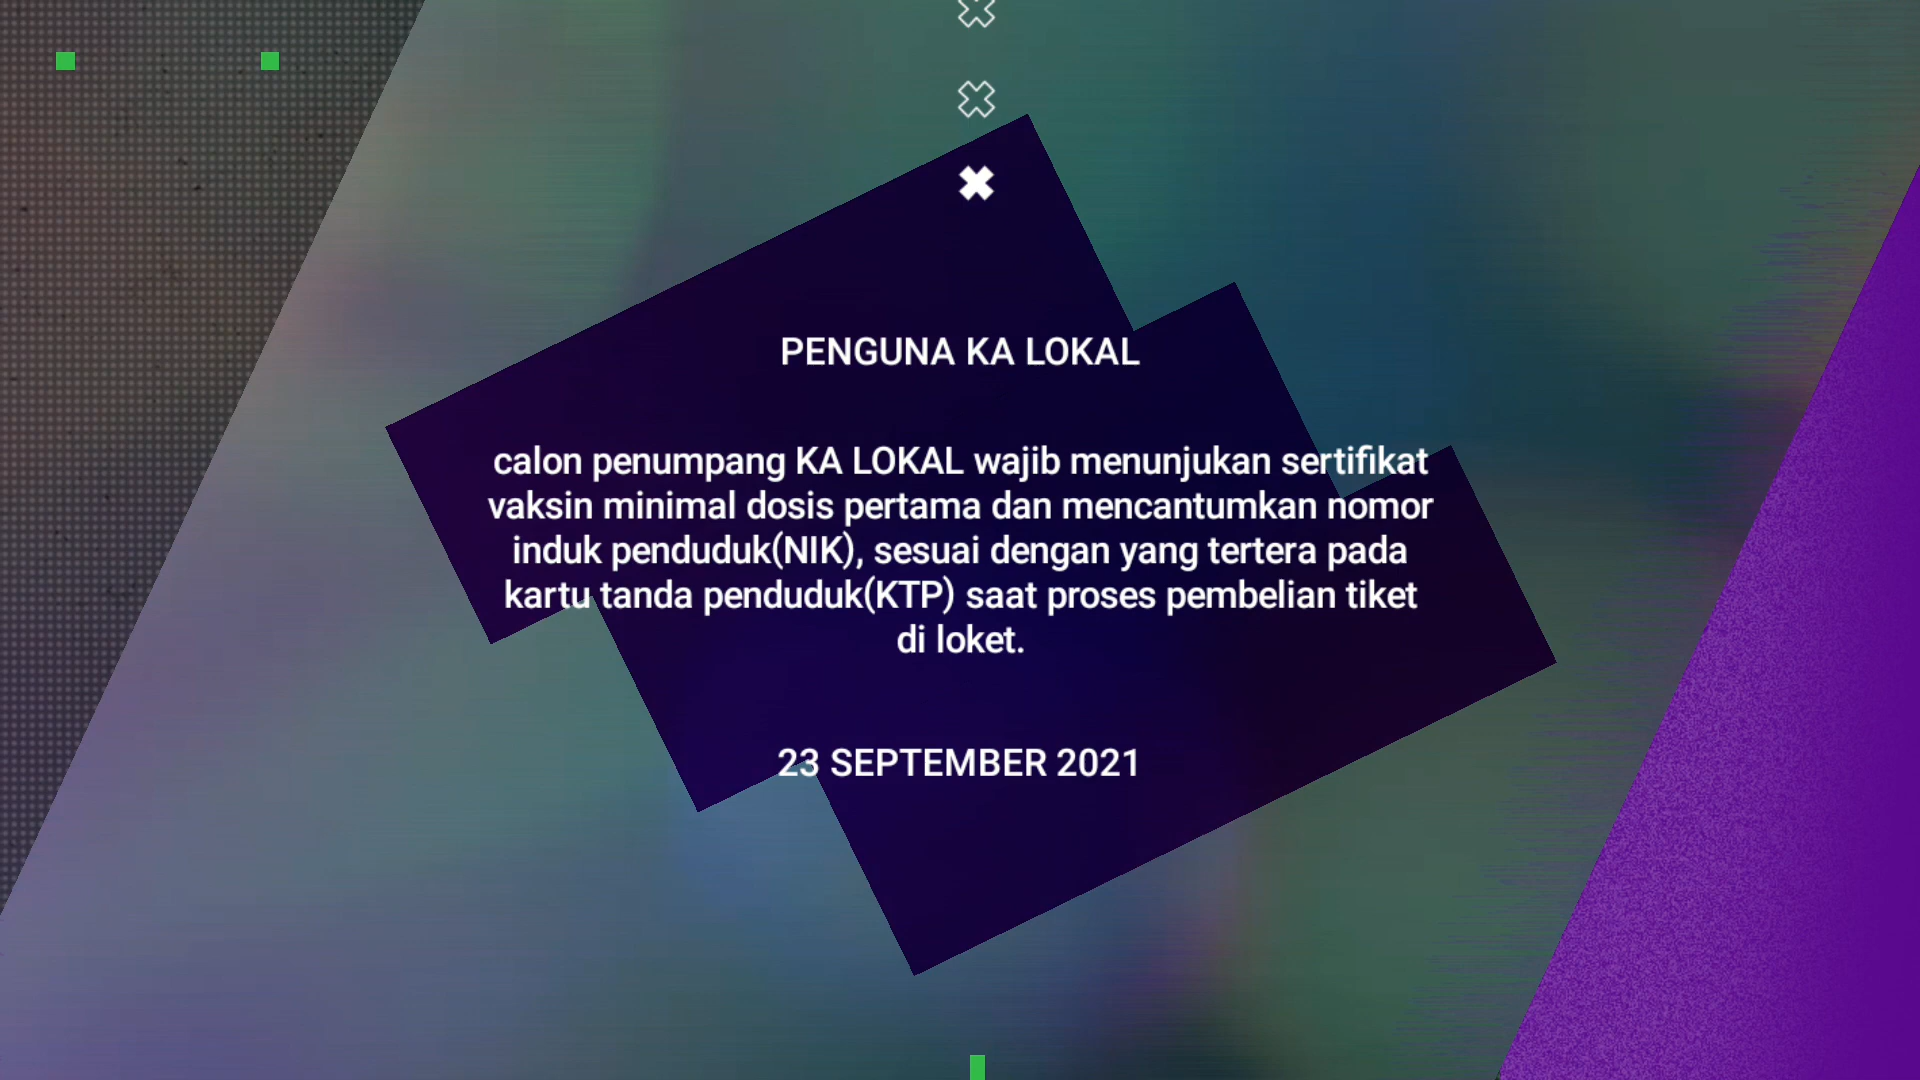 PENGUNA KA LOKAL
calon penumpang KA LOKAL wajib menunjukan sertifikat
vaksin minimal dosis pertama dan mencantumkan nomor
induk penduduk(NIK), sesuai dengan yang tertera pada
kartu tanda penduduk(KTP) saat proses pembelian tiket
di loket.
23 SEPTEMBER 2021